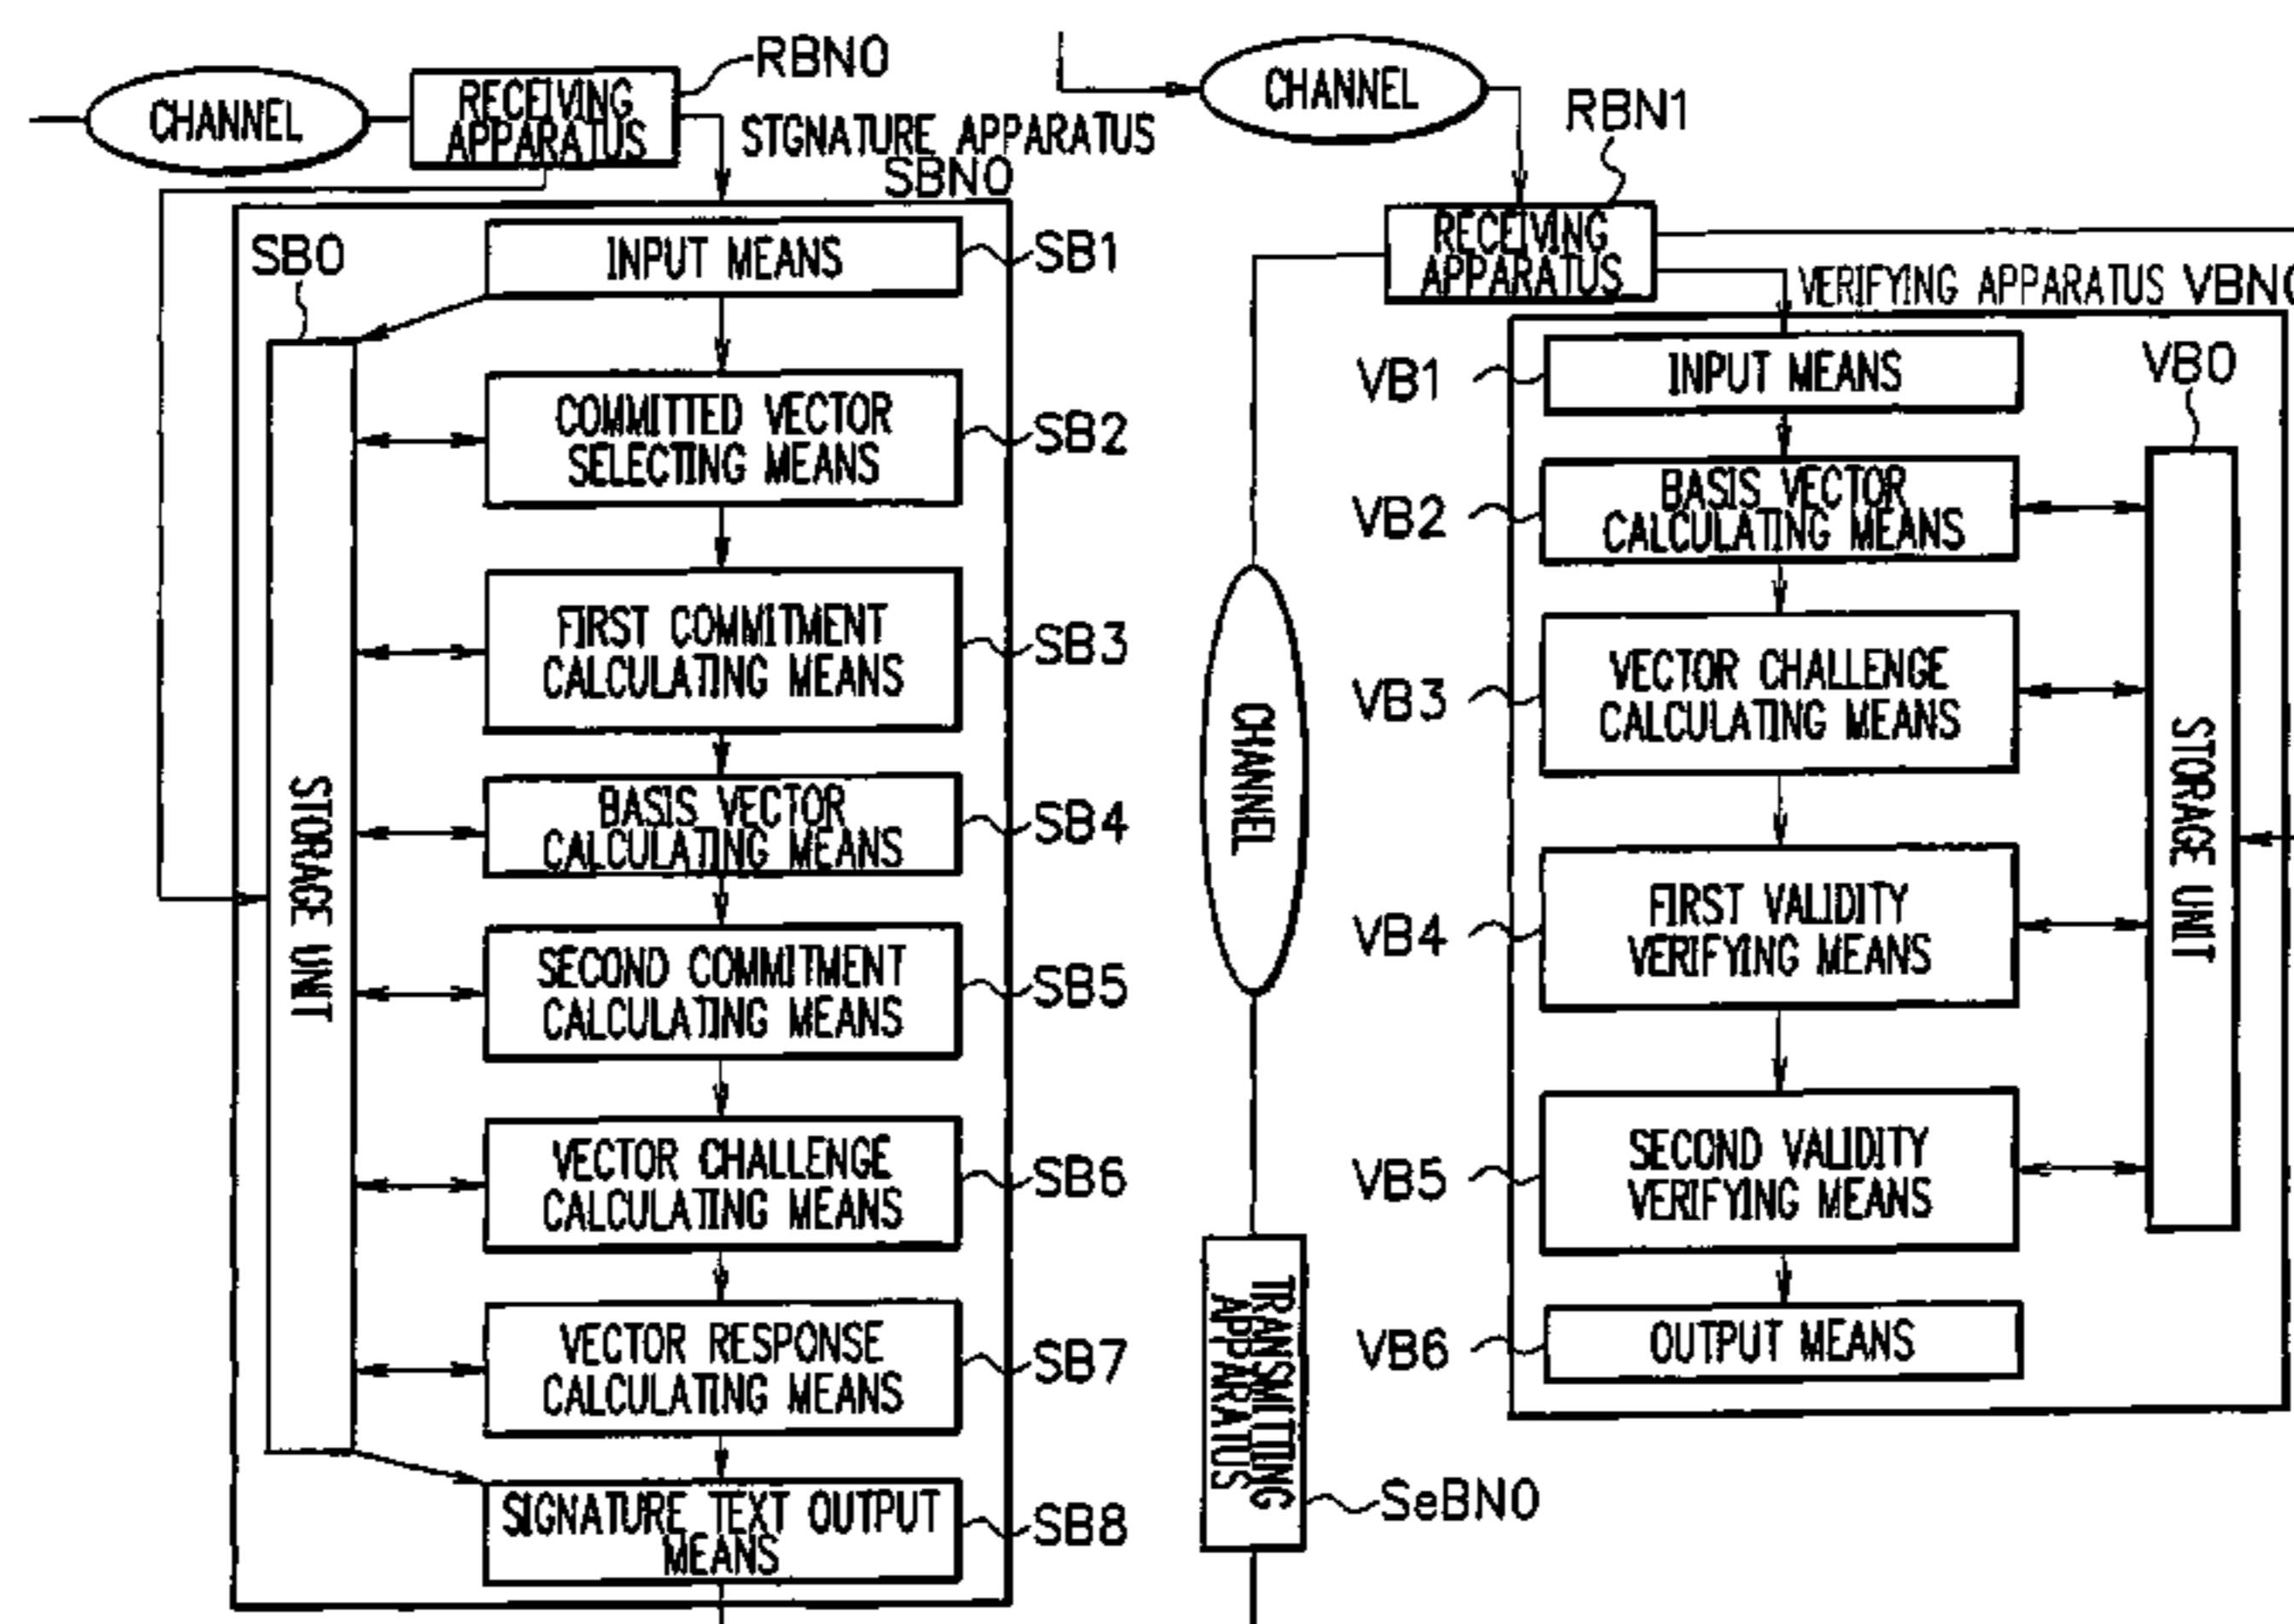 CHANNEL
RECEIVING
APPARATUS
RBN0
STGNATURE APPARATUS
SBN0
SB0
INPUT MEANS
SB1
COMMITTED VECTOR
SELECTING MEANS
SB2
FIRST COMMITMENT
CALCULATING MEANS
SB3
BASIS VECTOR
CALCULATING MEANS
SB4
SECOND COMMITMENT
CALCULATING MEANS
SB5
VECTOR CHALLENGE
CALCULATING MEANS
SB6
VECTOR RESPONSE
CALCULATING MEANS
SB7
SIGNATURE TEXT OUTPUT
MEANS
SB8
STORAGE UNIT
CHANNEL
RBN1
RECEIVING
APPARATUS
VERIFYING APPARATUS VBN0
CHANNEL
TRANSMITTING
APPARATUS
SeBN0
VB1
INPUT MEANS
VB0
VB2
BASIS VECTOR
CALCULATING MEANS
VB3
VECTOR CHALLENGE
CALCULATING MEANS
VB4
FIRST VALIDITY
VERIFYING MEANS
VB5
SECOND VALIDITY
VERIFYING MEANS
VB6
OUTPUT MEANS
STORAGE UNIT